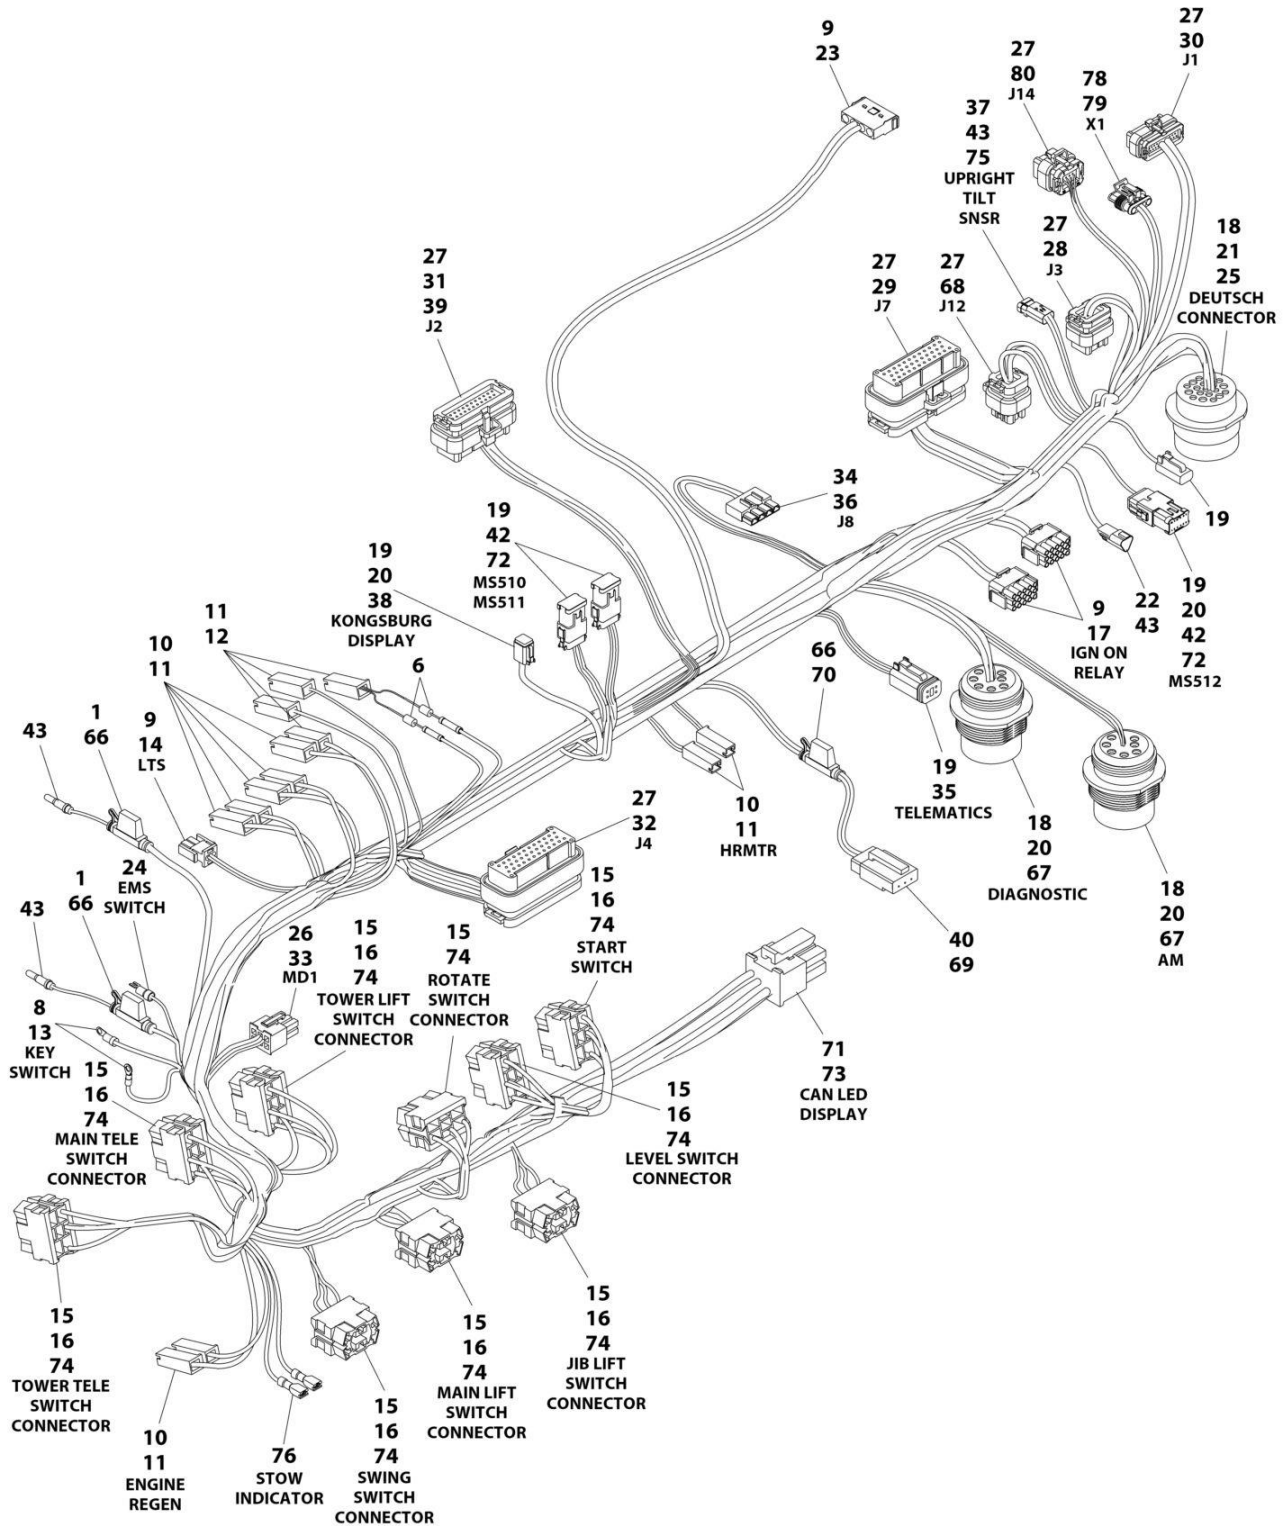 9
23
27
30
J1
27
80
J14
78
79
X1
37
43
75
UPRIGHT
TILT
SNSR
27
28
J3
18
21
25
DEUTSCH
CONNECTOR
27
31
39
J2
27
29
J7
27
68
J12
34
36
J8
19
19
42
72
MS510
MS511
19
20
38
KONGSBURG
DISPLAY
11
12
10
11
6
9
17
IGN ON
RELAY
22
43
19
20
42
72
MS512
66
70
43
1
66
9
14
LTS
19
35
TELEMATICS
10
11
HRMTR
27
32
J4
18
20
67
DIAGNOSTIC
18
20
67
AM
24
EMS
SWITCH
1
66
43
15
16
74
START
SWITCH
40
69
26
33
MD1
15
16
74
TOWER LIFT
SWITCH
CONNECTOR
15
74
ROTATE
SWITCH
CONNECTOR
8
13
KEY
SWITCH
71
73
CAN LED
DISPLAY
15
16
74
MAIN TELE
SWITCH
CONNECTOR
15
16
74
LEVEL SWITCH
CONNECTOR
15
16
74
TOWER TELE
SWITCH
CONNECTOR
15
16
74
JIB LIFT
SWITCH
CONNECTOR
15
16
74
MAIN LIFT
SWITCH
CONNECTOR
10
11
ENGINE
REGEN
76
STOW
INDICATOR
15
16
74
SWING
SWITCH
CONNECTOR